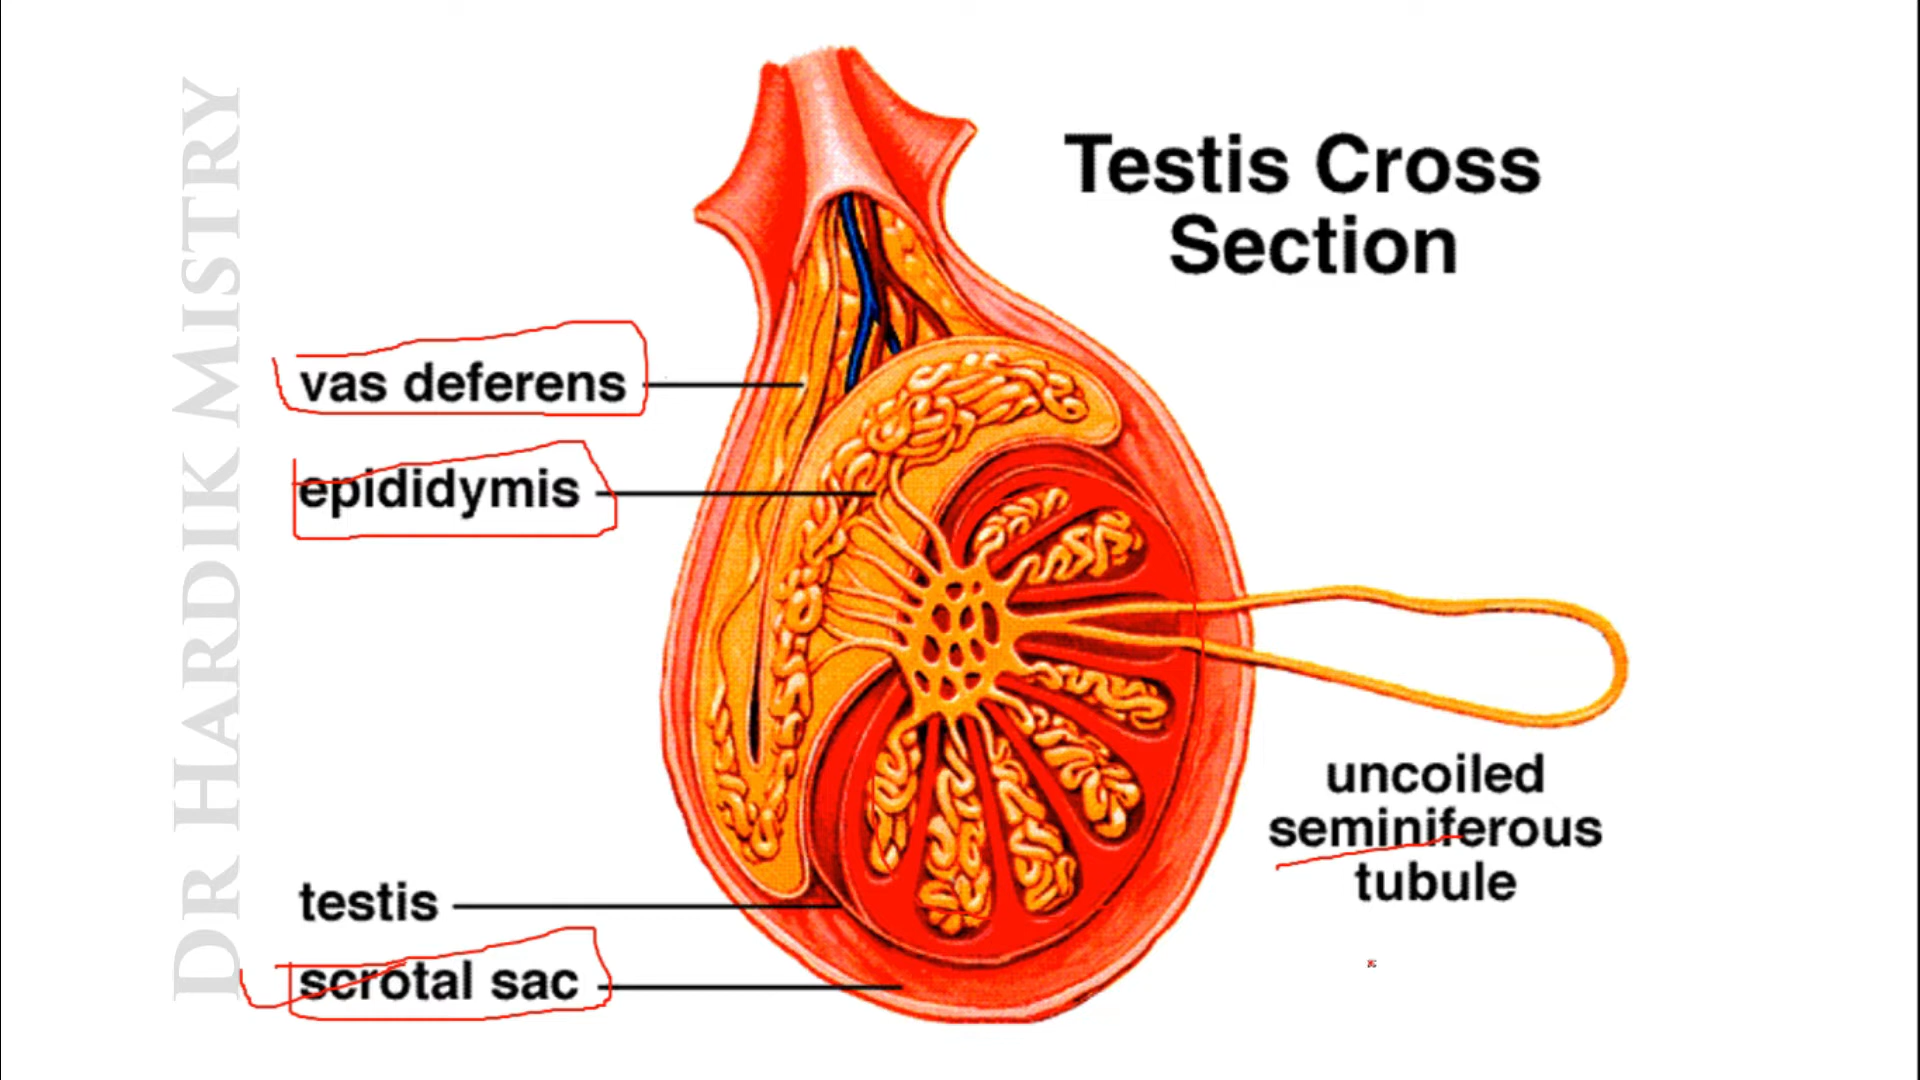 DR HARDIK MISTRY
Testis Cross
Section
vas deferens
epididymis
testis
scrotal sac
uncoiled
seminiferous
tubule